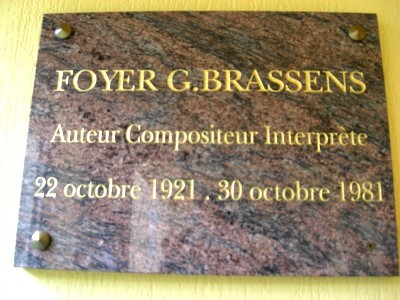 FOYER G.BRASSENS
Auteur Compositeur Interprète
22 octobre 1921 . 30 octobre 1981